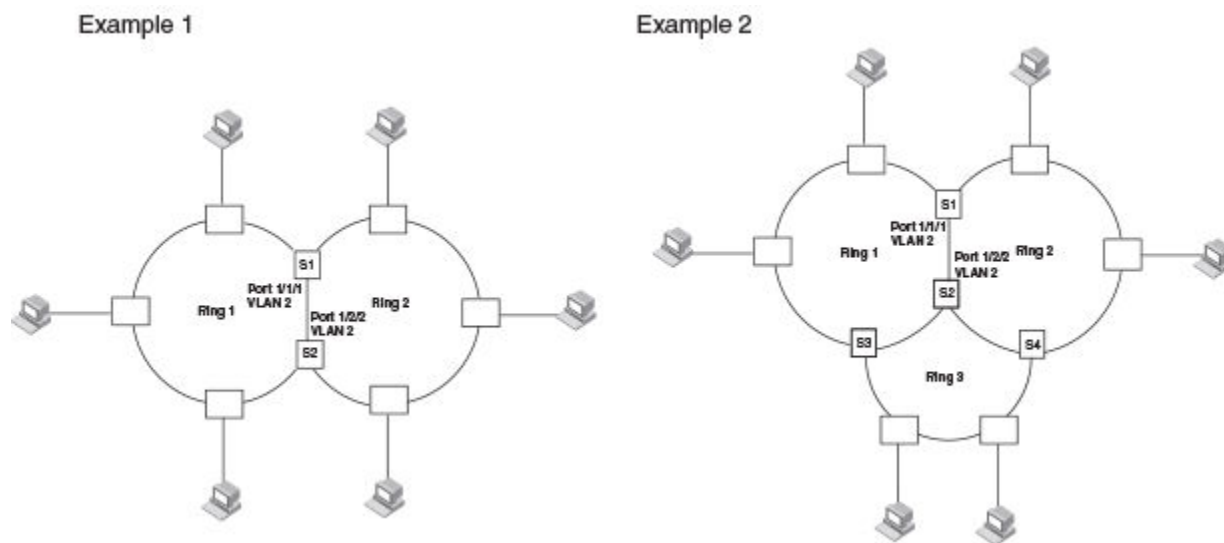 Example 1
S1
Port 1/1/1
VLAN 2
Ring 1
Port 1/2/2
VLAN 2
Ring 2
S2
Example 2
S1
Port 1/1/1
VLAN 2
Ring 1
Port 1/2/2
VLAN 2
Ring 2
S2
S3
S4
Ring 3